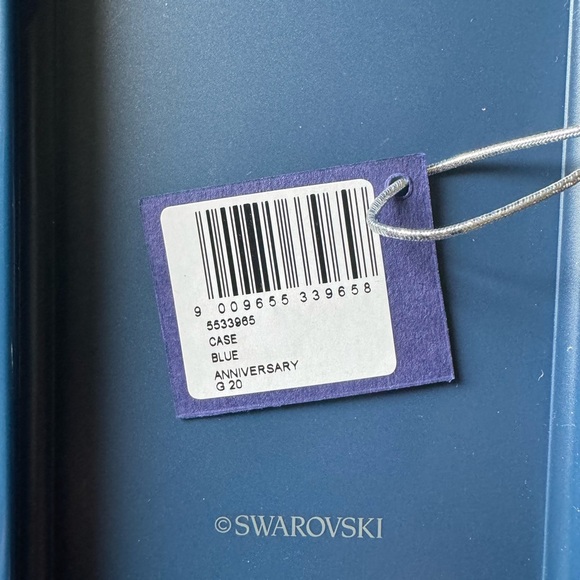 9 009655 339658
5533965
CASE
BLUE
ANNIVERSARY
G 20
©SWAROVSKI